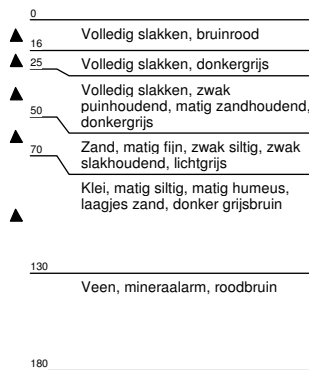 0
Volledig slakken, bruinrood
16
Volledig slakken, donkergrijs
25
Volledig slakken, zwak
puinhoudend, matig zandhoudend,
donkergrijs
50
Zand, matig fijn, zwak siltig, zwak
slakhoudend, lichtgrijs
70
Klei, matig siltig, matig humeus,
laagjes zand, donker grijsbruin
130
Veen, mineraalarm, roodbruin
180